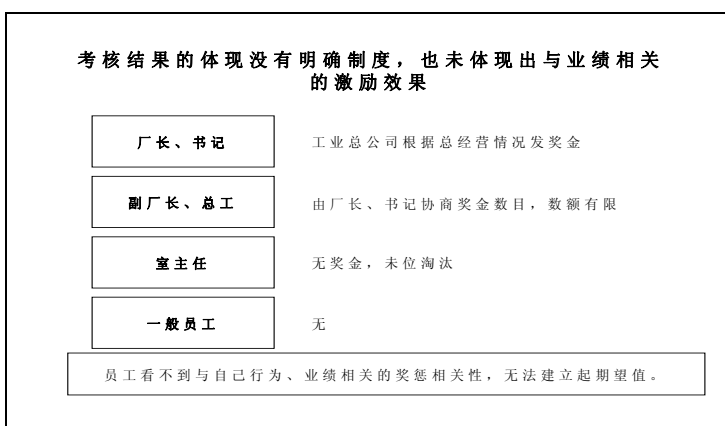 考核结果的体现没有明确制度，也未体现出与业绩相关
的激励效果
厂长、书记
工业总公司根据总经营情况发奖金
副厂长、总工
由厂长、书记协商奖金数目，数额有限
室主任
无奖金，未位淘汰
一般员工
无
员工看不到与自己行为、业绩相关的奖惩相关性，无法建立起期望值。